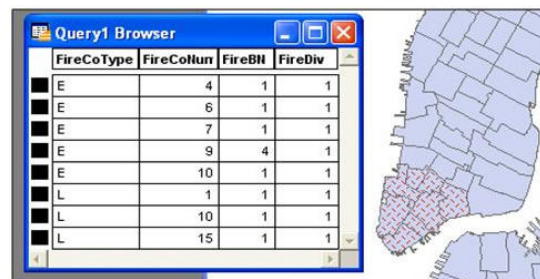 Query1 Browser
FireCoType FireCoNum FireBN FireDiv
E 4 1 1
E 6 1 1
E 7 1 1
E 9 4 1
E 10 1 1
L 1 1 1
L 10 1 1
L 15 1 1